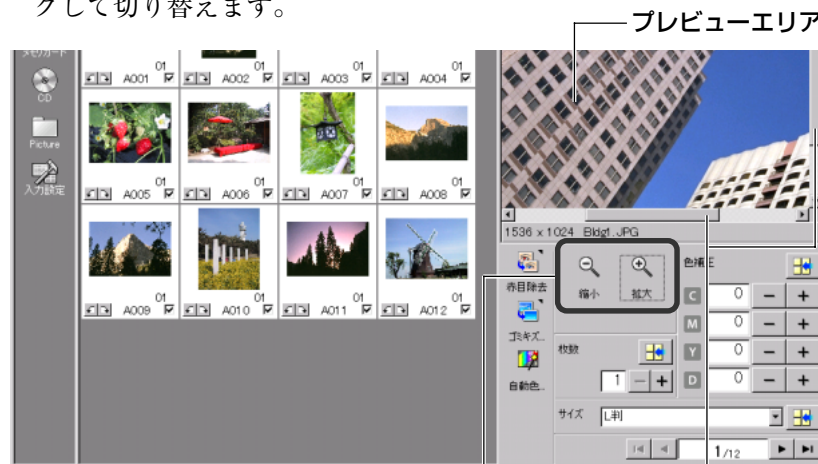 クして切り替えます。
プレビューエリア
メモリカード
CD
Picture
入力設定
01 01 01 01
A001 A002 A003 A004
01 01 01 01
A005 A006 A007 A008
01 01 01 01
A009 A010 A011 A012
1536 x 1024 Bldg1.JPG
赤目除去
ゴミキズ..
自動色..
縮小 拡大
色補正
C 0 − +
M 0 − +
Y 0 − +
D 0 − +
枚数
1 − +
サイズ L判
1/12